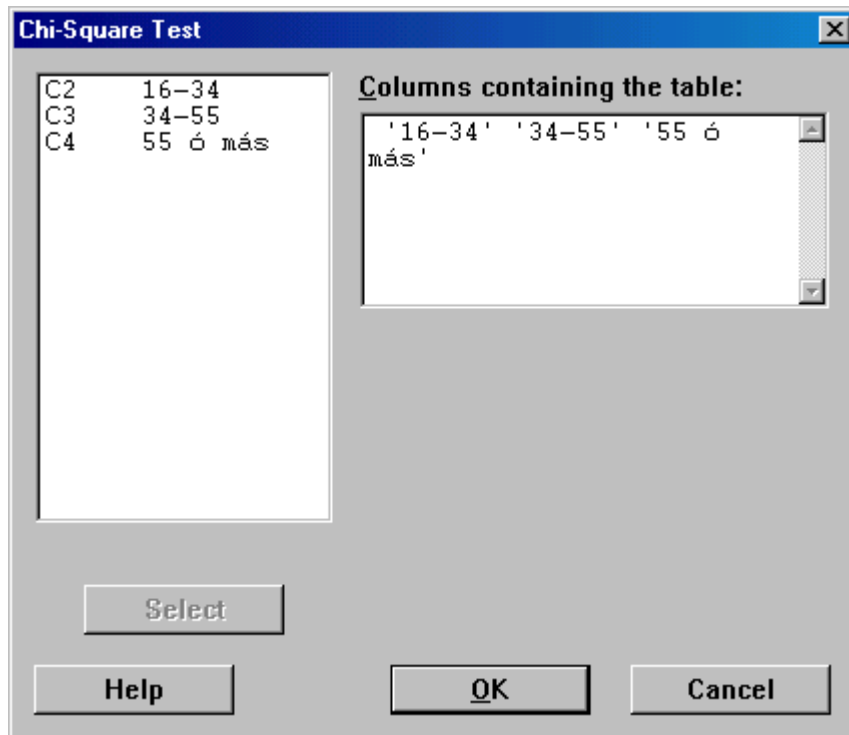 Chi-Square Test
C2 16-34
C3 34-55
C4 55 ó más
Columns containing the table:
'16-34' '34-55' '55 ó
más'
Select
Help
OK
Cancel